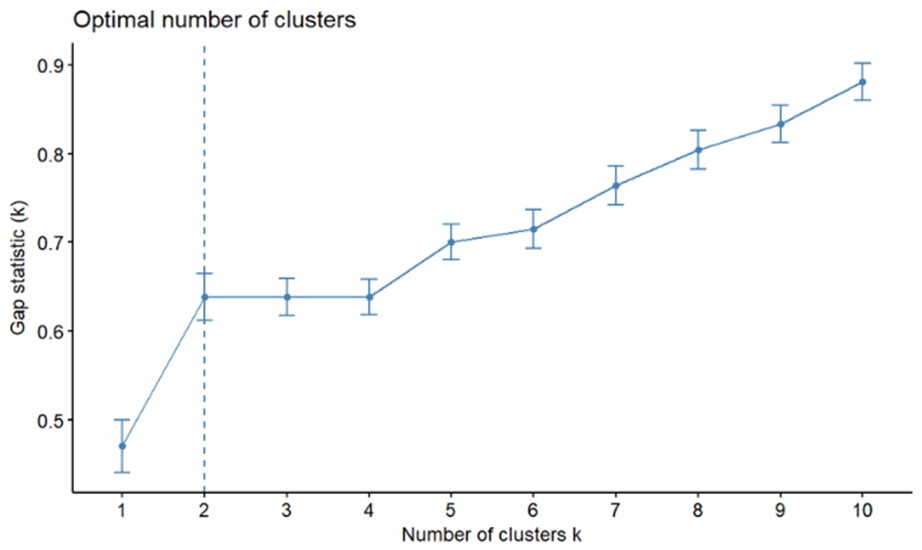 Optimal number of clusters
Gap statistic (k)
0.9
0.8
0.7
0.6
0.5
1 2 3 4 5 6 7 8 9 10
Number of clusters k